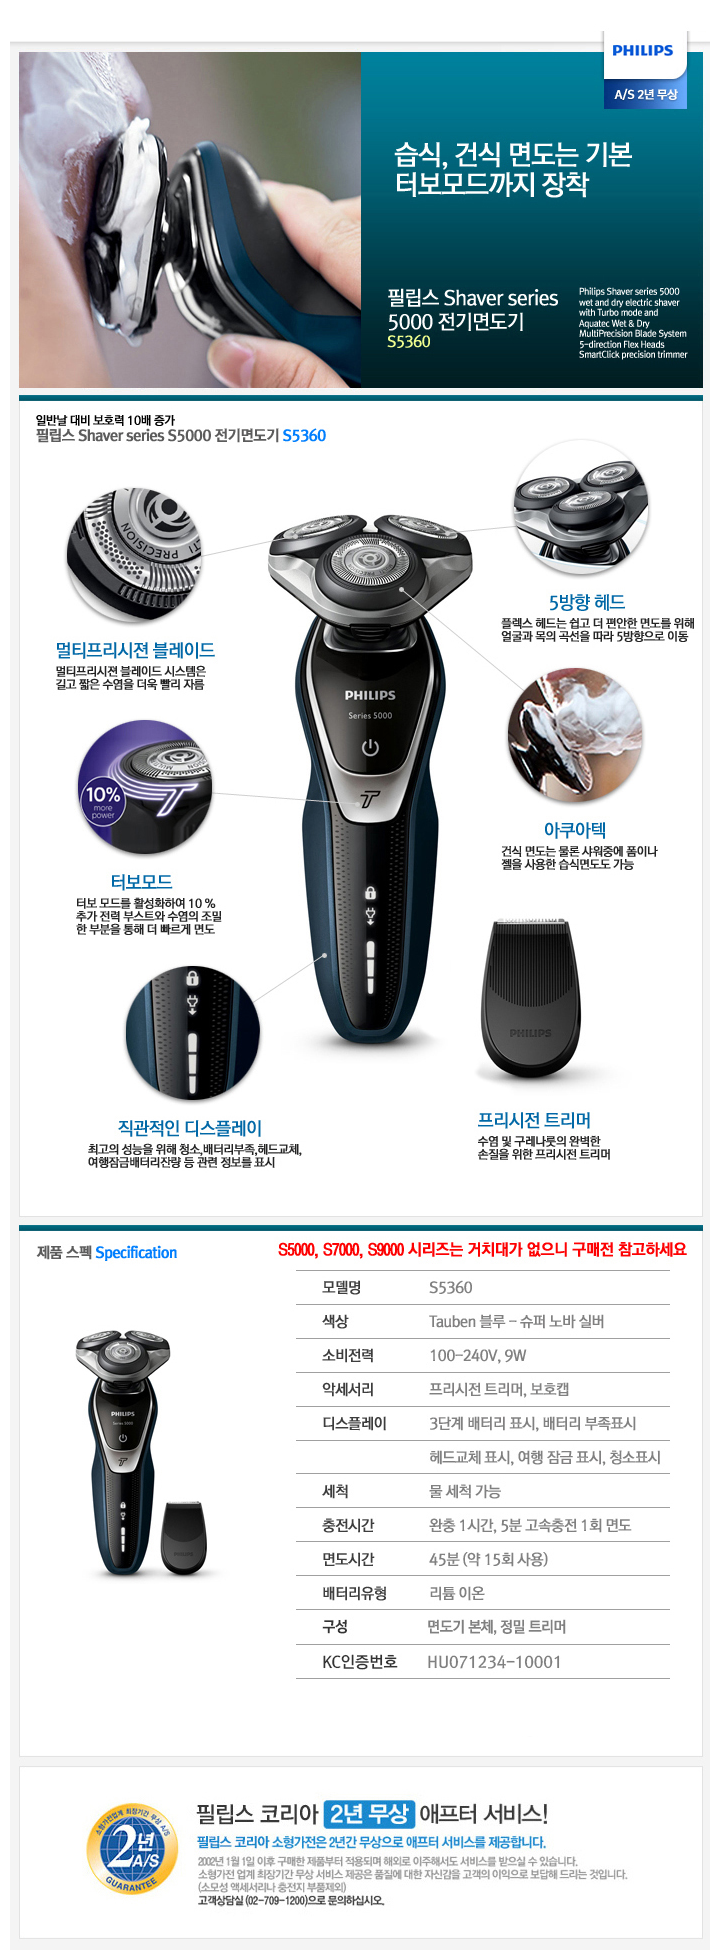 PHILIPS
A/S 2년 무상
습식, 건식 면도는 기본
터보모드까지 장착
필립스 Shaver series
5000 전기면도기
S5360
Philips Shaver series 5000
wet and dry electric shaver
with Turbo mode and
Aquatec Wet & Dry
MultiPrecision Blade System
5-direction Flex Heads
SmartClick precision trimmer
일반날 대비 보호력 10배 증가
필립스 Shaver series S5000 전기면도기 S5360
PRECISION
5방향 헤드
플렉스 헤드는 쉽고 더 편안한 면도를 위해
얼굴과 목의 곡선을 따라 5방향으로 이동
멀티프리시젼 블레이드
멀티프리시젼 블레이드 시스템은
길고 짧은 수염을 더욱 빨리 자름
PHILIPS
Series 5000
10%
more
power
아쿠아텍
건식 면도는 물론 샤워중에 폼이나
젤을 사용한 습식면도도 가능
터보모드
터보 모드를 활성화하여 10 %
추가 전력 부스트와 수염의 조밀
한 부분을 통해 더 빠르게 면도
PHILIPS
직관적인 디스플레이
최고의 성능을 위해 청소,배터리부족,헤드교체,
여행잠금배터리잔량 등 관련 정보를 표시
프리시전 트리머
수염 및 구레나룻의 완벽한
손질을 위한 프리시전 트리머
제품 스펙 Specification
S5000, S7000, S9000 시리즈는 거치대가 없으니 구매전 참고하세요
모델명 S5360
색상 Tauben 블루 - 슈퍼 노바 실버
소비전력 100-240V, 9W
악세서리 프리시전 트리머, 보호캡
디스플레이 3단계 배터리 표시, 배터리 부족표시
헤드교체 표시, 여행 잠금 표시, 청소표시
세척 물 세척 가능
충전시간 완충 1시간, 5분 고속충전 1회 면도
면도시간 45분 (약 15회 사용)
배터리유형 리튬 이온
구성 면도기 본체, 정밀 트리머
KC인증번호 HU071234-10001
PHILIPS
Series 5000
PHILIPS
소형가전업계 최장기간 무상 A/S
2년
A/S
GUARANTEE
필립스 코리아 2년 무상 애프터 서비스!
필립스 코리아 소형가전은 2년간 무상으로 애프터 서비스를 제공합니다.
2002년 1월 1일 이후 구매한 제품부터 적용되며 해외로 이주해서도 서비스를 받으실 수 있습니다.
소형가전 업계 최장기간 무상 서비스 제공은 품질에 대한 자신감을 고객의 이익으로 보답해 드리는 것입니다.
(소모성 액세서리나 충전지 부품제외)
고객상담실 (02-709-1200)으로 문의하십시오.